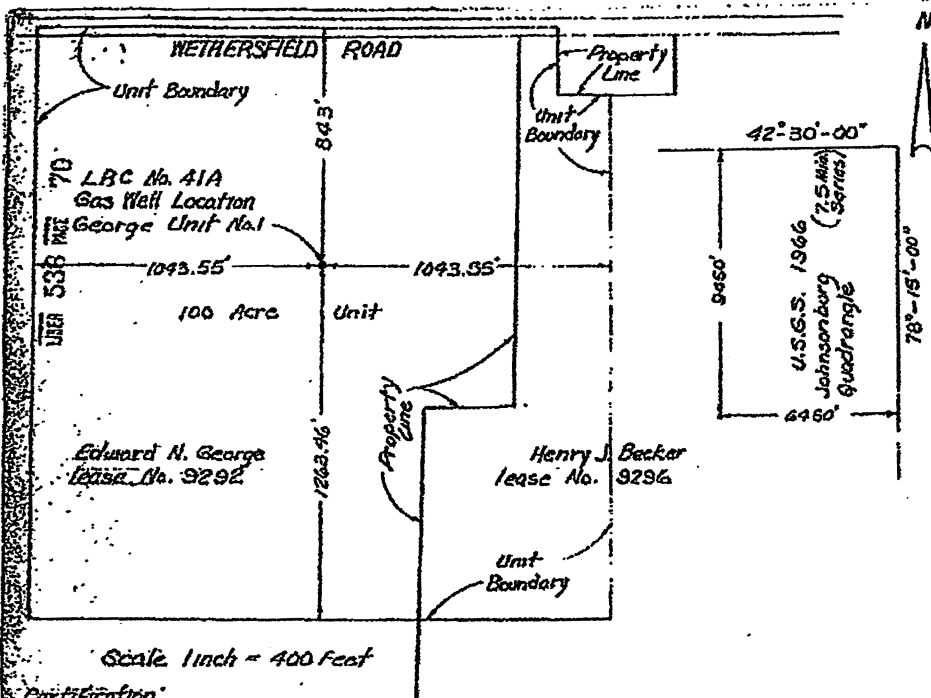 N
WETHERSFIELD ROAD
Property
Line
Unit Boundary
Unit
Boundary
843'
42°-30'-00"
LIBER 538 PAGE 70
LBC No. 41A
Gas Well Location
George Unit No.1
1043.55'
1043.55'
100 Acre Unit
9460'
U.S.G.S. 1966
Johnsonburg
Quadrangle
(7.5 Min.
Series)
78°-15'-00"
6460'
Property
Line
Edward N. George
lease No. 9292
1263.46'
Henry J. Becker
lease No. 9296
Unit
Boundary
Scale 1 inch = 400 Feet
Certification: